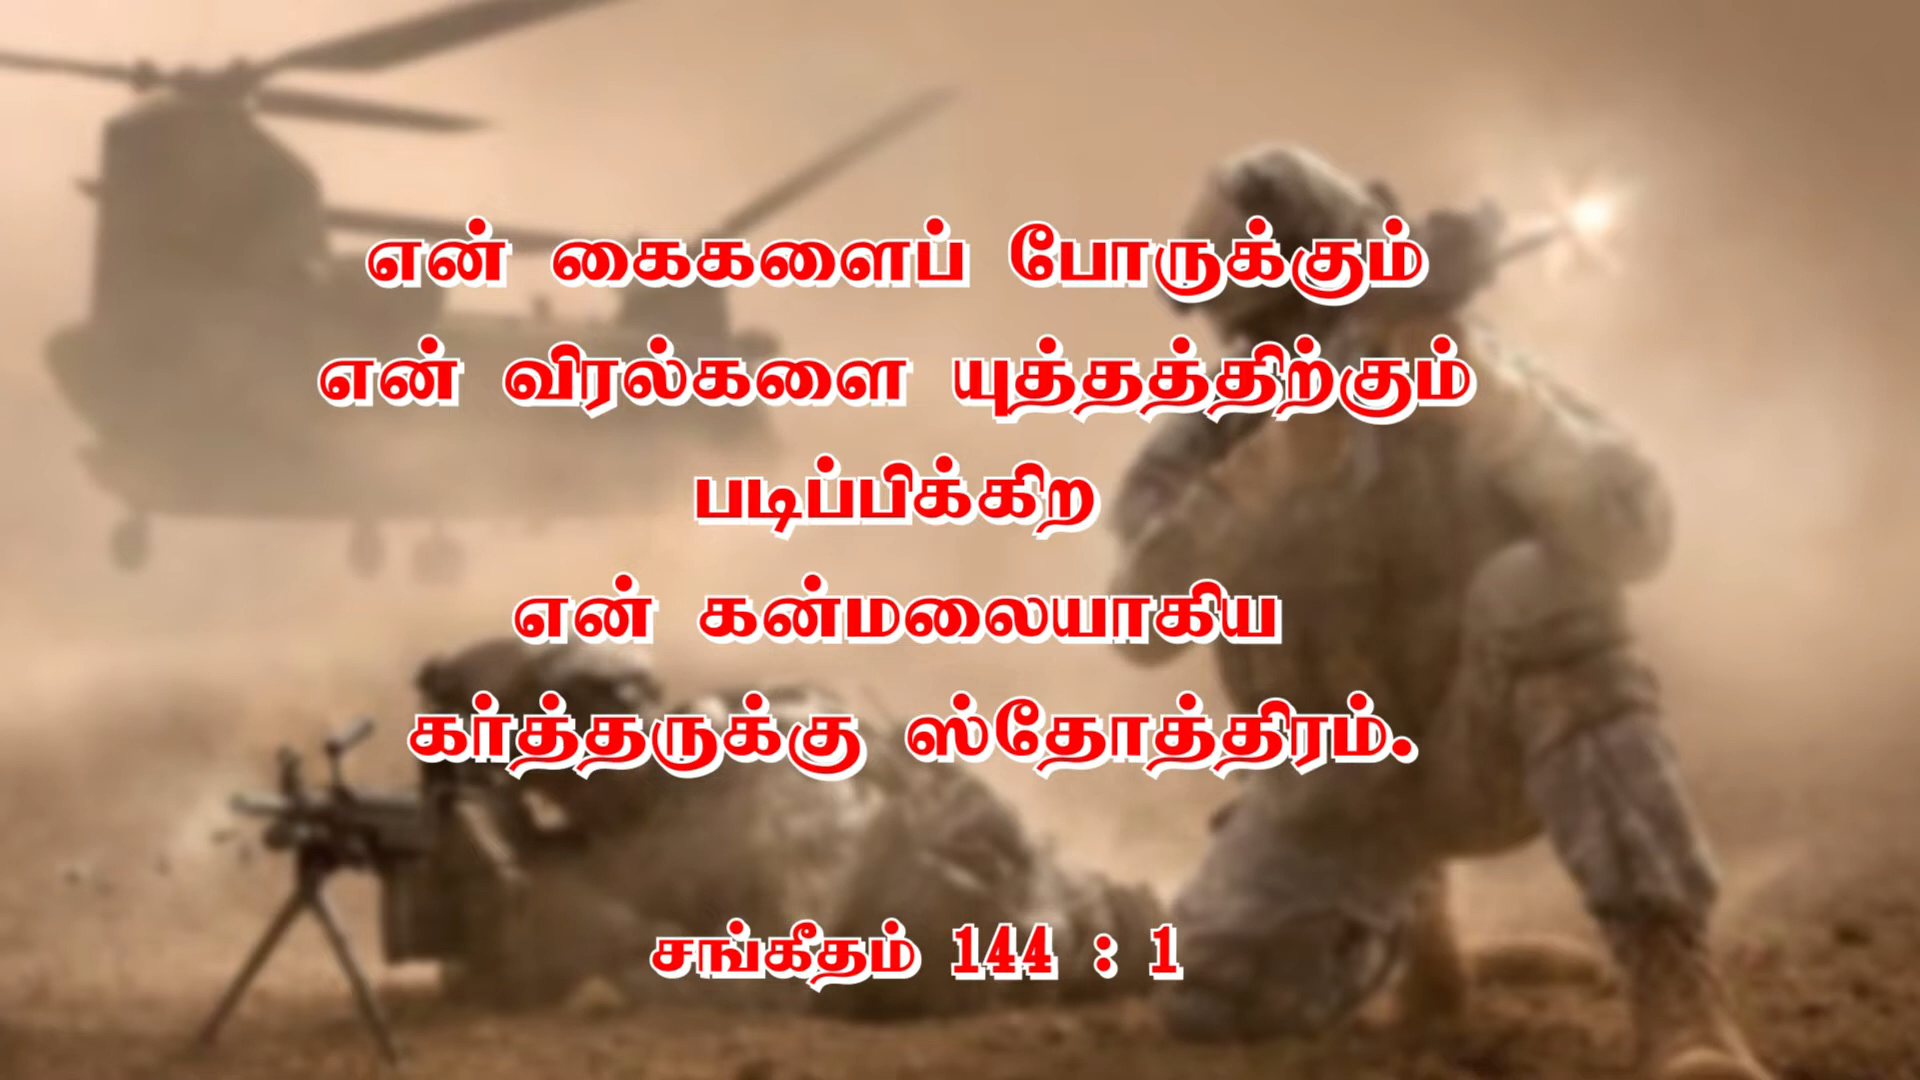 என் கைகளைப் போருக்கும்
என் விரல்களை யுத்தத்திற்கும்
படிப்பிக்கிற
என் கன்மலையாகிய
கர்த்தருக்கு ஸ்தோத்திரம்.
சங்கீதம் 144 : 1